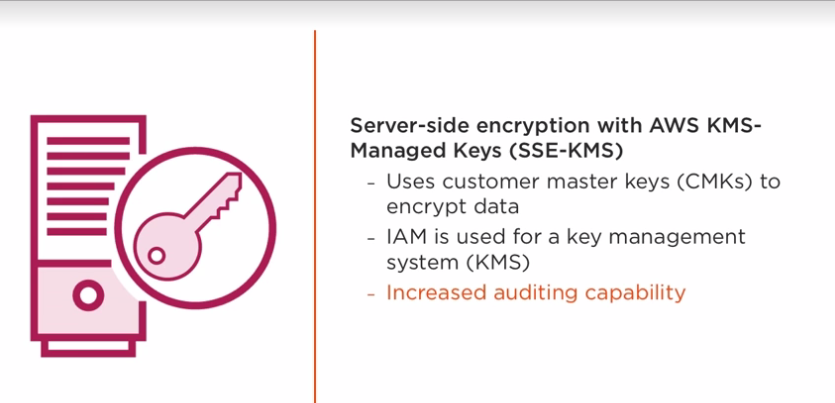 Server-side encryption with AWS KMS-
Managed Keys (SSE-KMS)
- Uses customer master keys (CMKs) to
encrypt data
- IAM is used for a key management
system (KMS)
- Increased auditing capability